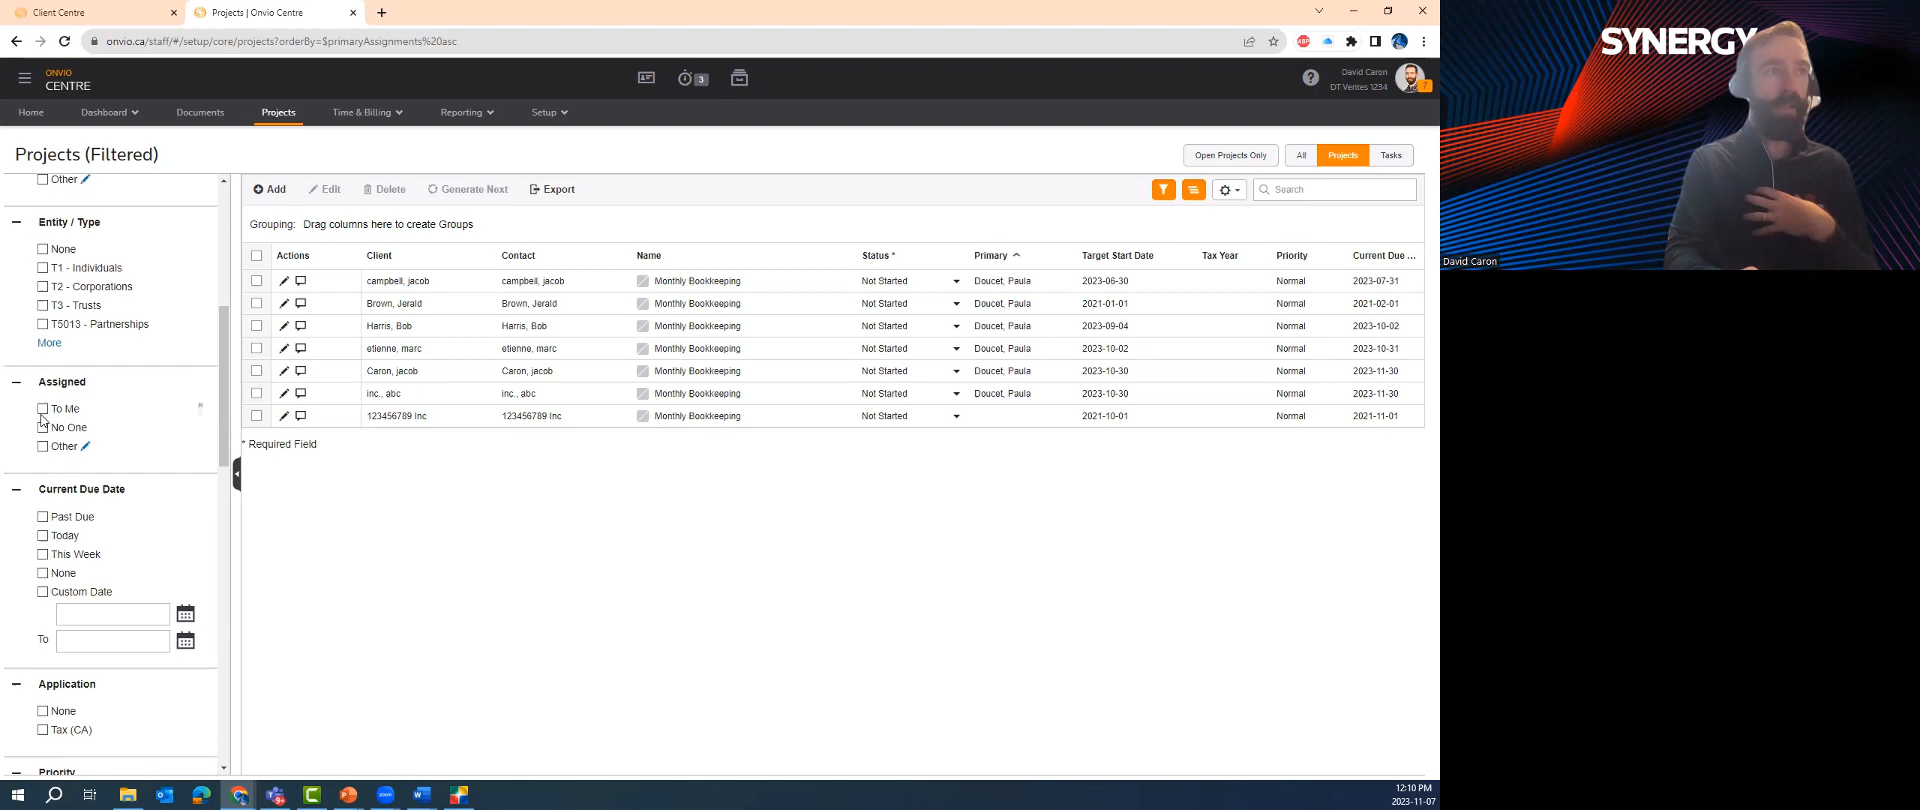 Client Centre
Projects | Onvio Centre
onvio.ca/staff/#/setup/core/projects?orderBy=$primaryAssignments%20asc
SYNERGY
ABP
ONVIO
CENTRE
3
David Caron
DT Ventes 1234
7
Home
Dashboard
Documents
Projects
Time & Billing
Reporting
Setup
Projects (Filtered)
Open Projects Only
All
Projects
Tasks
Other
Add
Edit
Delete
Generate Next
Export
Search
Entity / Type
None
T1 - Individuals
T2 - Corporations
T3 - Trusts
T5013 - Partnerships
More
Assigned
To Me
No One
Other
Current Due Date
Past Due
Today
This Week
None
Custom Date
To
Application
None
Tax (CA)
Priority
Grouping: Drag columns here to create Groups
Actions Client Contact Name Status * Primary Target Start Date Tax Year Priority Current Due ...
campbell, jacob campbell, jacob Monthly Bookkeeping Not Started Doucet, Paula 2023-06-30 Normal 2023-07-31
Brown, Jerald Brown, Jerald Monthly Bookkeeping Not Started Doucet, Paula 2021-01-01 Normal 2021-02-01
Harris, Bob Harris, Bob Monthly Bookkeeping Not Started Doucet, Paula 2023-09-04 Normal 2023-10-02
etienne, marc etienne, marc Monthly Bookkeeping Not Started Doucet, Paula 2023-10-02 Normal 2023-10-31
Caron, jacob Caron, jacob Monthly Bookkeeping Not Started Doucet, Paula 2023-10-30 Normal 2023-11-30
inc., abc inc., abc Monthly Bookkeeping Not Started Doucet, Paula 2023-10-30 Normal 2023-11-30
123456789 Inc 123456789 Inc Monthly Bookkeeping Not Started 2021-10-01 Normal 2021-11-01
* Required Field
David Caron
12:10 PM
2023-11-07